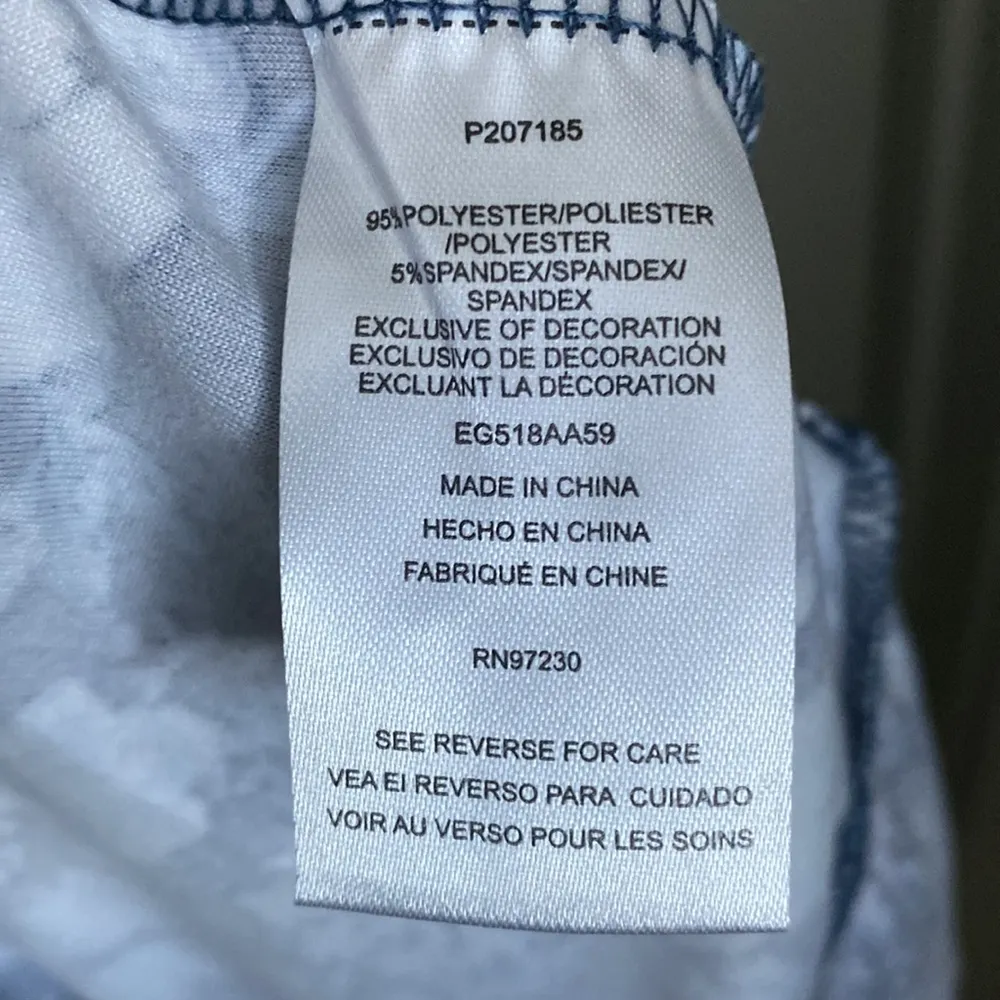 P207185
95%POLYESTER/POLIESTER
/POLYESTER
5%SPANDEX/SPANDEX/
SPANDEX
EXCLUSIVE OF DECORATION
EXCLUSIVO DE DECORACIÓN
EXCLUANT LA DÉCORATION
EG518AA59
MADE IN CHINA
HECHO EN CHINA
FABRIQUÉ EN CHINE
RN97230
SEE REVERSE FOR CARE
VEA EI REVERSO PARA CUIDADO
VOIR AU VERSO POUR LES SOINS